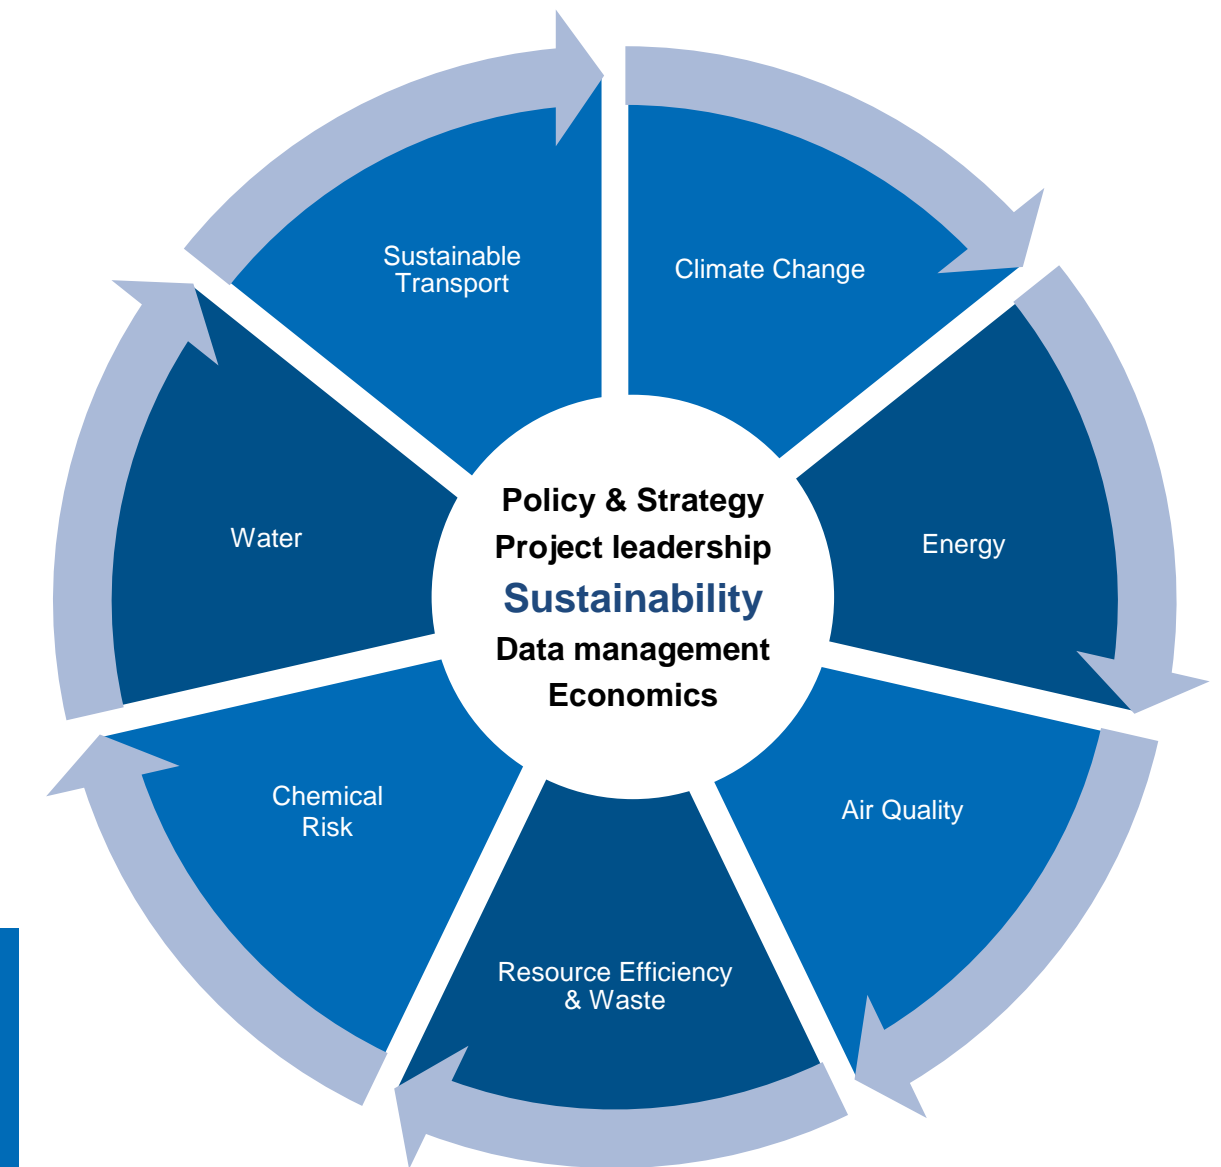 Sustainable
Transport
Climate Change
Water
Policy & Strategy
Project leadership
Sustainability
Data management
Economics
Energy
Chemical
Risk
Air Quality
Resource Efficiency
& Waste